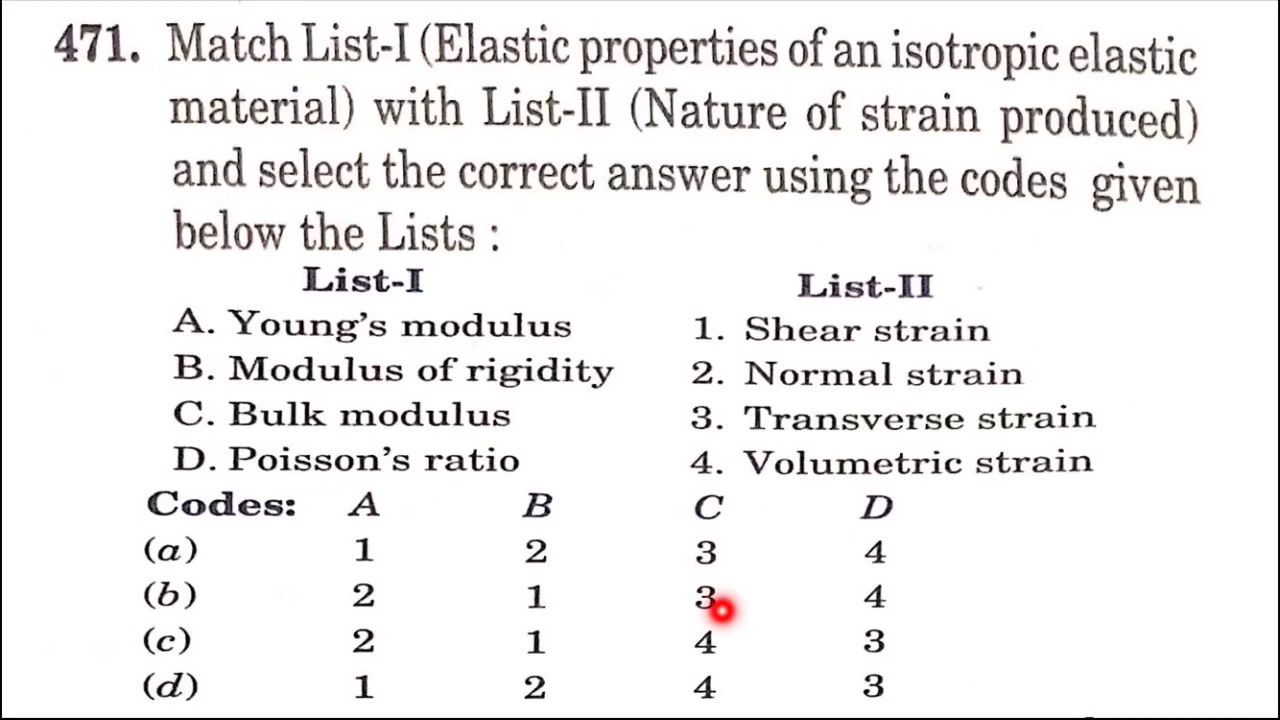 471. Match List-I (Elastic properties of an isotropic elastic
material) with List-II (Nature of strain produced)
and select the correct answer using the codes given
below the Lists :
List-I List-II
A. Young's modulus 1. Shear strain
B. Modulus of rigidity 2. Normal strain
C. Bulk modulus 3. Transverse strain
D. Poisson's ratio 4. Volumetric strain
Codes: A B C D
(a) 1 2 3 4
(b) 2 1 3 4
(c) 2 1 4 3
(d) 1 2 4 3